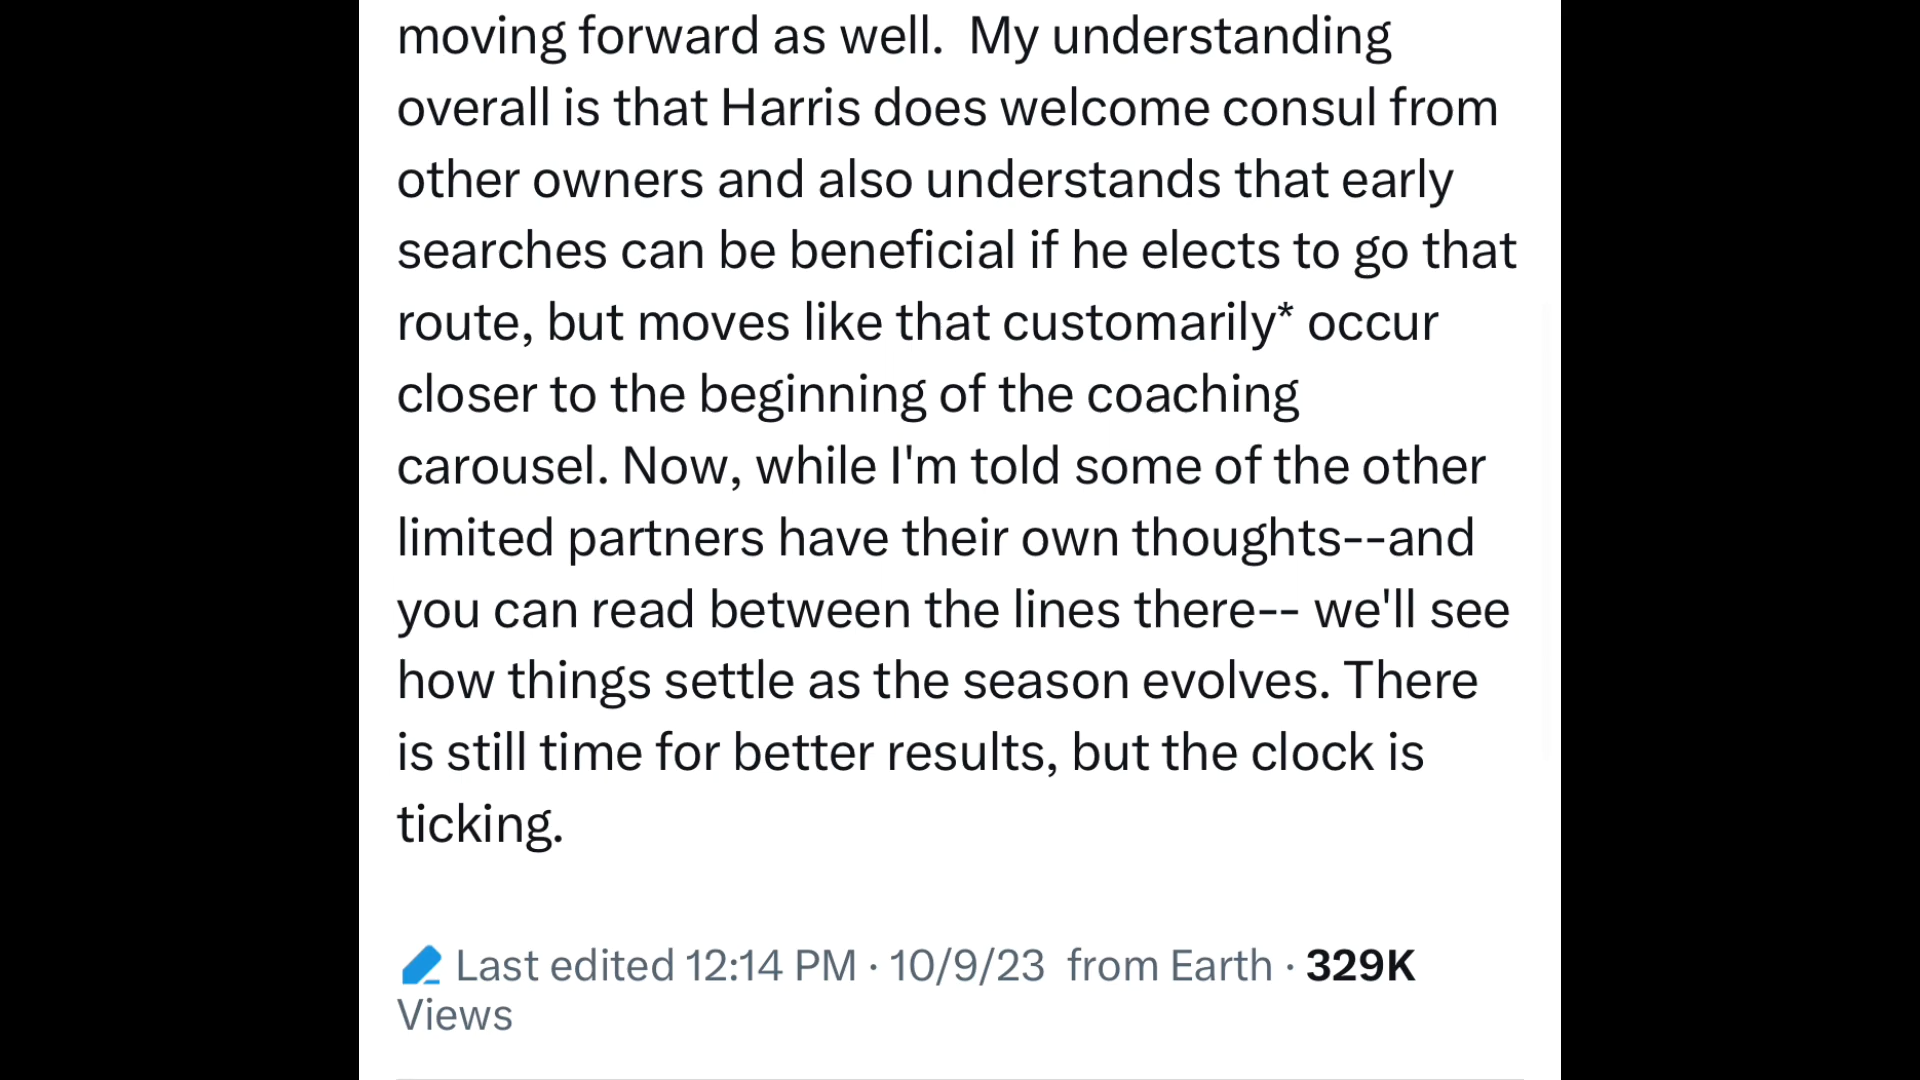 moving forward as well.  My understanding
overall is that Harris does welcome consul from
other owners and also understands that early
searches can be beneficial if he elects to go that
route, but moves like that customarily* occur
closer to the beginning of the coaching
carousel. Now, while I'm told some of the other
limited partners have their own thoughts--and
you can read between the lines there-- we'll see
how things settle as the season evolves. There
is still time for better results, but the clock is
ticking.
Last edited 12:14 PM · 10/9/23  from Earth · 329K
Views